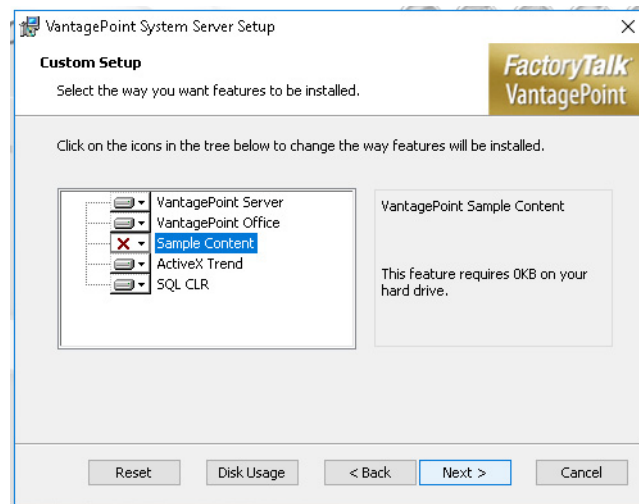 VantagePoint System Server Setup
Custom Setup
Select the way you want features to be installed.
FactoryTalk
VantagePoint
Click on the icons in the tree below to change the way features will be installed.
VantagePoint Server
VantagePoint Office
Sample Content
ActiveX Trend
SQL CLR
VantagePoint Sample Content
This feature requires 0KB on your
hard drive.
Reset
Disk Usage
< Back
Next >
Cancel